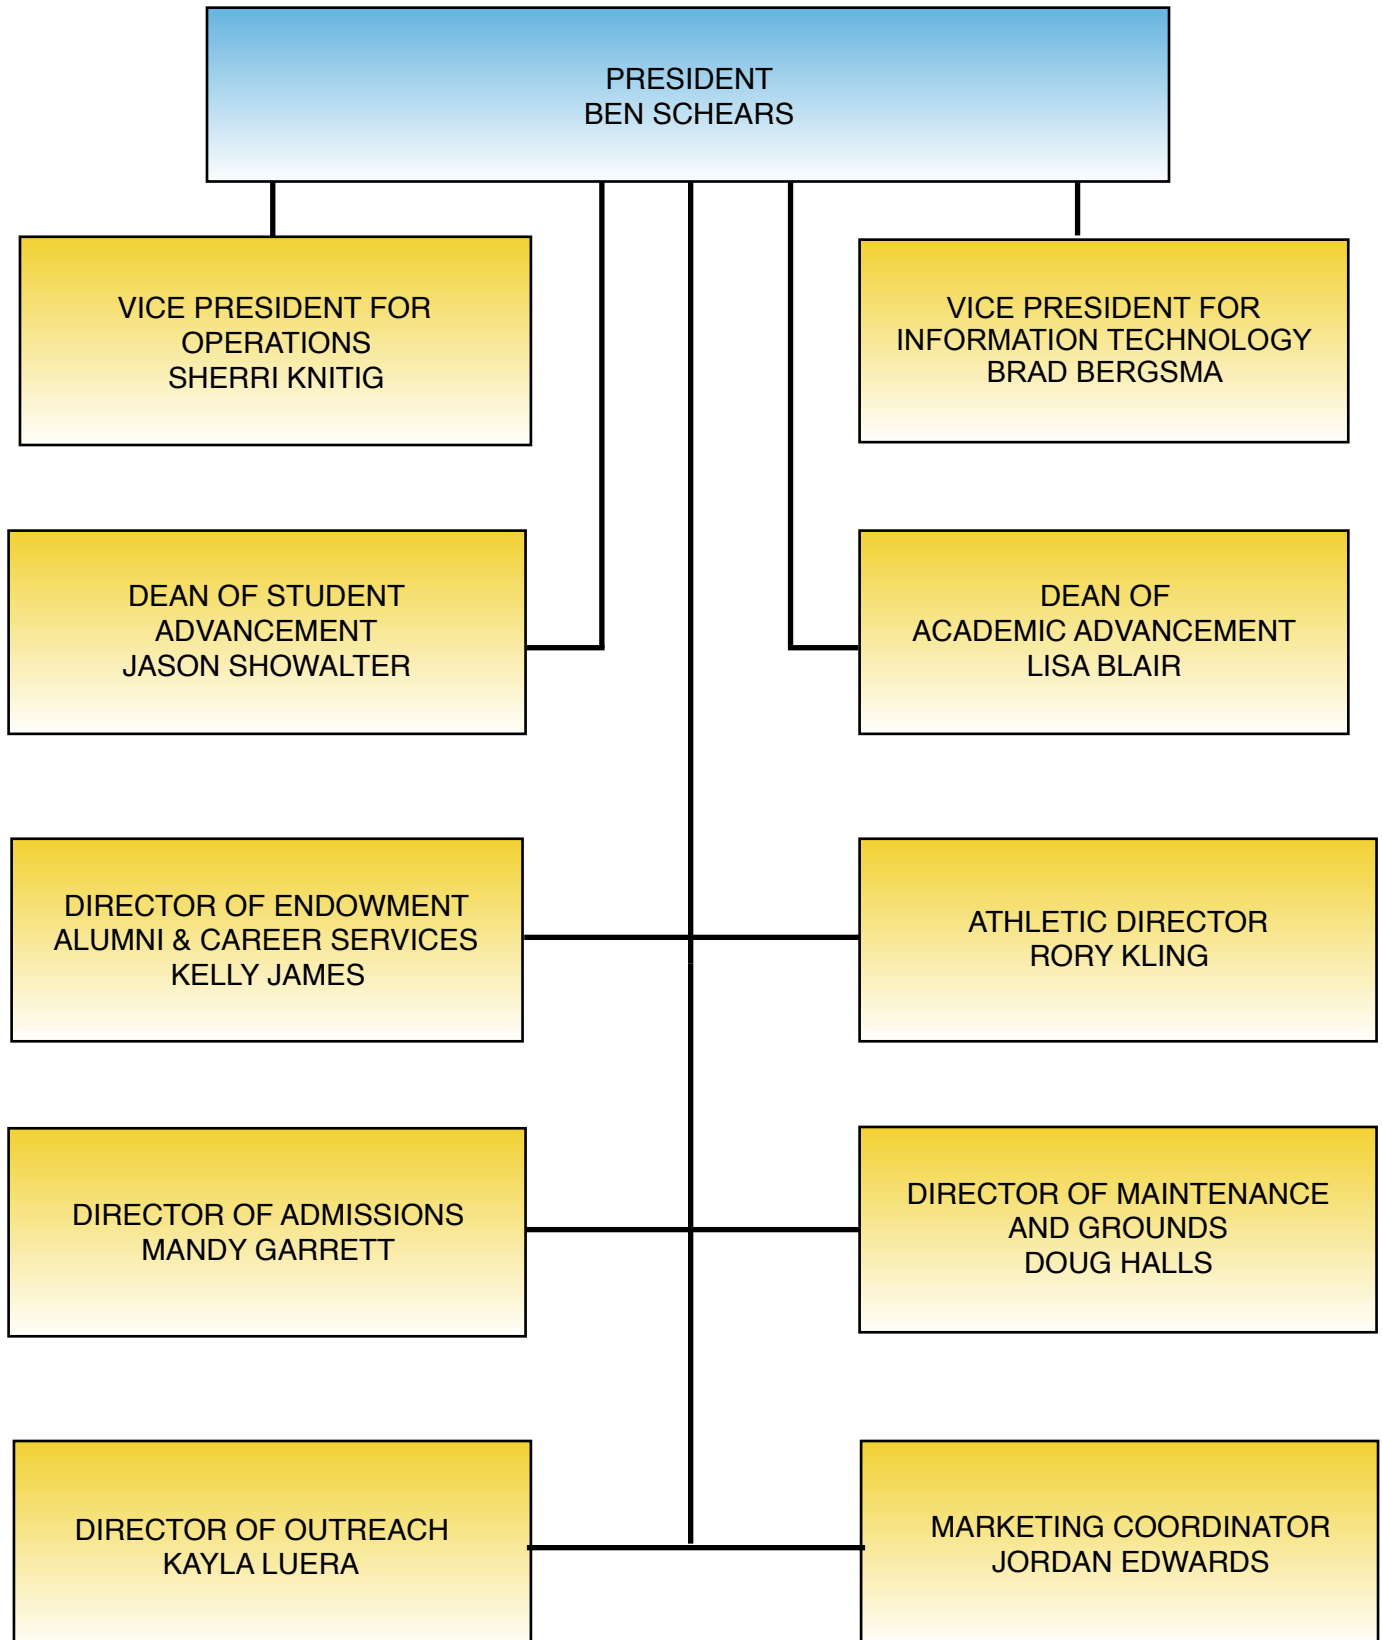 PRESIDENT
BEN SCHEARS
VICE PRESIDENT FOR
OPERATIONS
SHERRI KNITIG
VICE PRESIDENT FOR
INFORMATION TECHNOLOGY
BRAD BERGSMA
DEAN OF STUDENT
ADVANCEMENT
JASON SHOWALTER
DEAN OF
ACADEMIC ADVANCEMENT
LISA BLAIR
DIRECTOR OF ENDOWMENT
ALUMNI & CAREER SERVICES
KELLY JAMES
ATHLETIC DIRECTOR
RORY KLING
DIRECTOR OF ADMISSIONS
MANDY GARRETT
DIRECTOR OF MAINTENANCE
AND GROUNDS
DOUG HALLS
DIRECTOR OF OUTREACH
KAYLA LUERA
MARKETING COORDINATOR
JORDAN EDWARDS